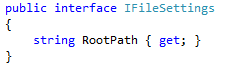 public interface IFileSettings
{
    string RootPath { get; }
}